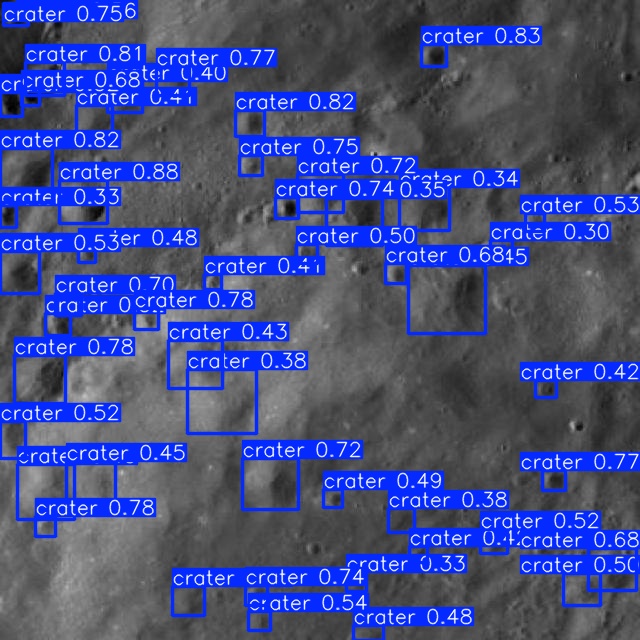 crater 0.756
crater 0.83
crater 0.81
crater 0.77
crater 0.68
0.40
crater 0.41
crater 0.82
crater 0.82
crater 0.75
crater 0.88
crater 0.72
crater 0.34
crater 0.33
crater 0.74
0.35
crater 0.53
crater 0.30
crater 0.53
0.48
crater 0.50
crater 0.68
crater 0.41
crater 0.70
crater 0.78
crater 0.43
crater 0.78
crater 0.38
crater 0.42
crater 0.52
crater 0.45
crater 0.72
crater 0.77
crater 0.49
crater 0.38
crater 0.78
crater 0.52
crater
crater 0.68
crater 0.33
crater 0.50
crater
crater 0.74
crater 0.54
crater 0.48